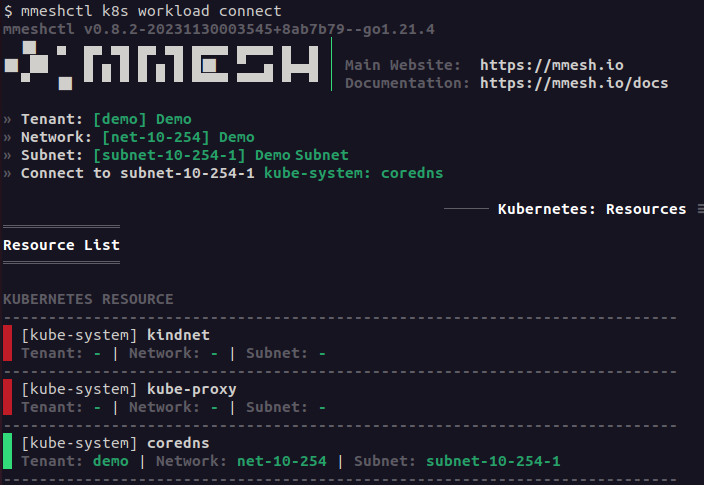 $ mmeshctl k8s workload connect
mmeshctl v0.8.2-20231130003545+8ab7b79--go1.21.4
MMESH
Main Website: https://mmesh.io
Documentation: https://mmesh.io/docs
» Tenant: [demo] Demo
» Network: [net-10-254] Demo
» Subnet: [subnet-10-254-1] Demo Subnet
» Connect to subnet-10-254-1 kube-system: coredns
Kubernetes: Resources ≡
Resource List
KUBERNETES RESOURCE
[kube-system] kindnet
Tenant: - | Network: - | Subnet: -
[kube-system] kube-proxy
Tenant: - | Network: - | Subnet: -
[kube-system] coredns
Tenant: demo | Network: net-10-254 | Subnet: subnet-10-254-1